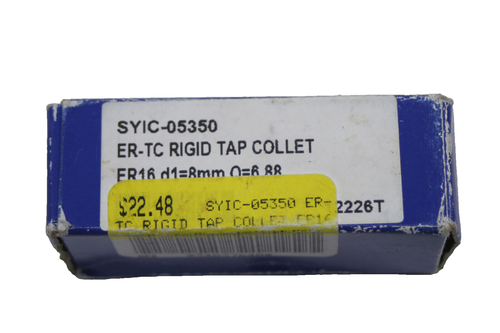 SYIC-05350
ER-TC RIGID TAP COLLET
ER16 d1=8mm Q=6.88
2226T
$22.48 SYIC-05350 ER-
TC RIGID TAP COLLET ER16